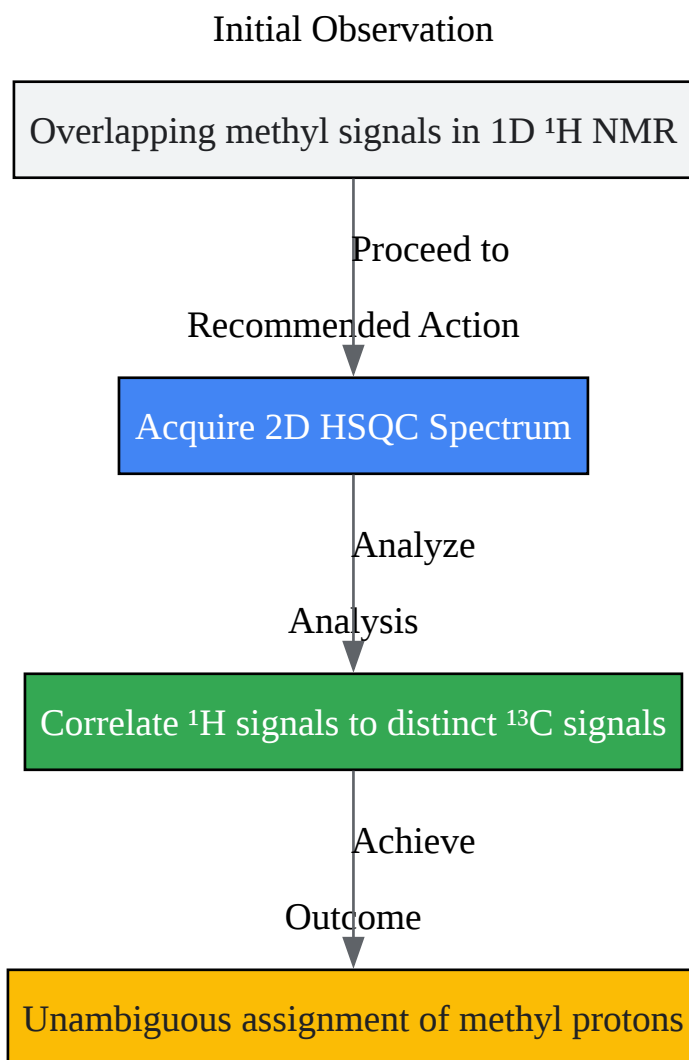 Initial Observation
Overlapping methyl signals in 1D ¹H NMR
Proceed to
Recommended Action
Acquire 2D HSQC Spectrum
Analyze
Analysis
Correlate ¹H signals to distinct ¹³C signals
Achieve
Outcome
Unambiguous assignment of methyl protons